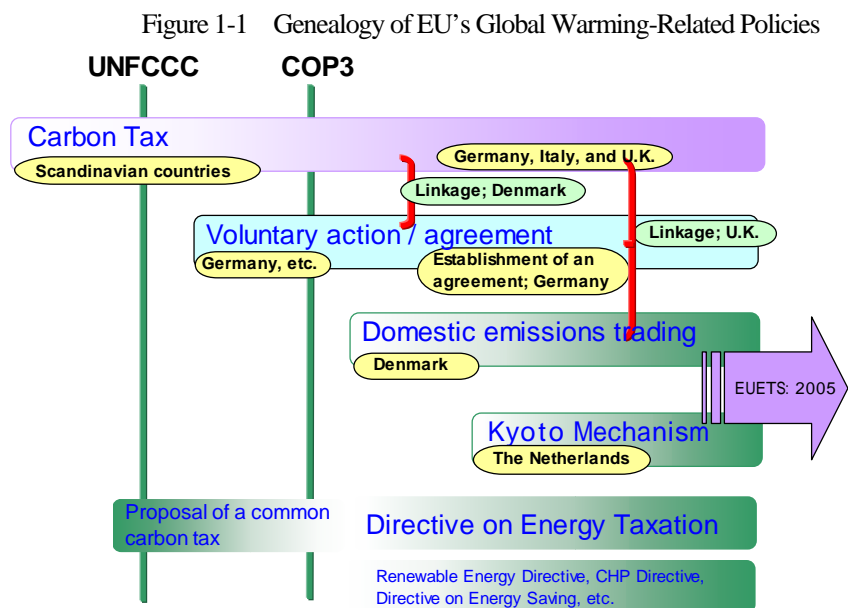 Figure 1-1 Genealogy of EU's Global Warming-Related Policies
UNFCCC COP3
Carbon Tax
Scandinavian countries
Germany, Italy, and U.K.
Linkage; Denmark
Voluntary action / agreement
Linkage; U.K.
Germany, etc.
Establishment of an
agreement; Germany
Domestic emissions trading
Denmark
EUETS: 2005
Kyoto Mechanism
The Netherlands
Proposal of a common
carbon tax
Directive on Energy Taxation
Renewable Energy Directive, CHP Directive,
Directive on Energy Saving, etc.